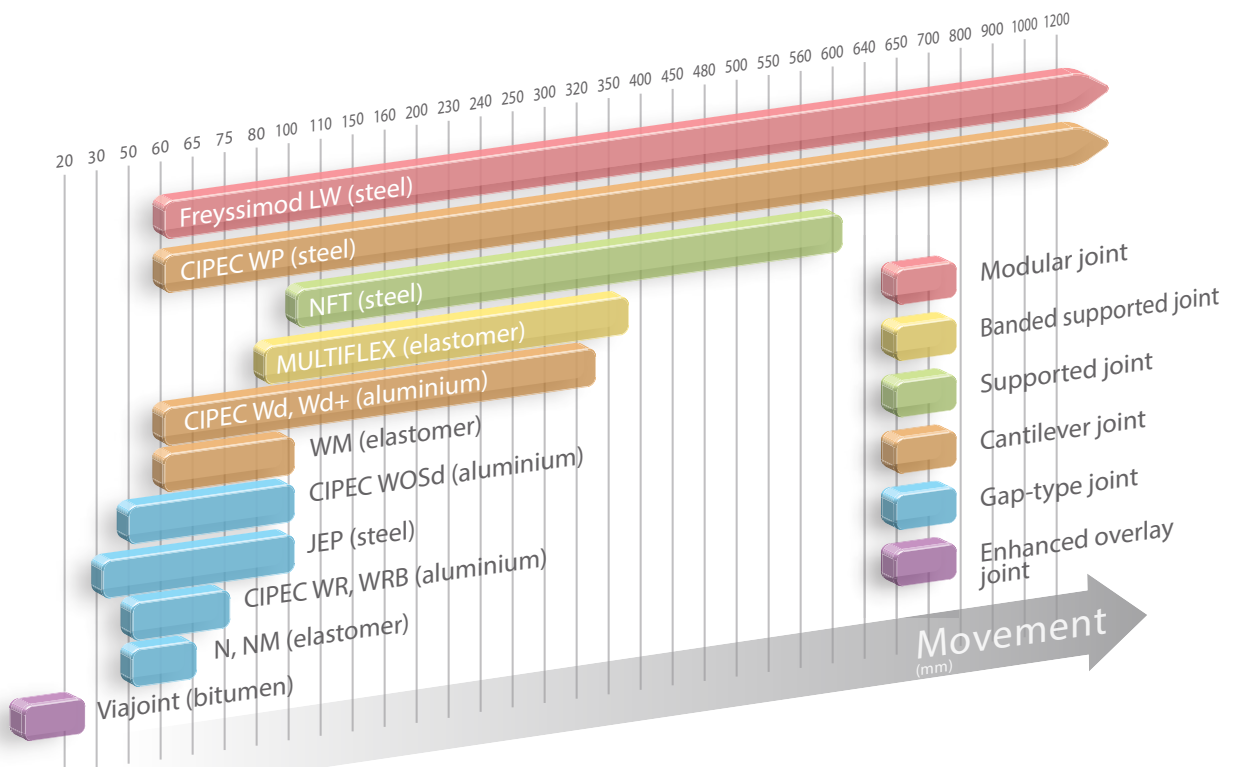 20 30 50 60 65 75 80 100 110 150 160 200 230 240 250 300 320 350 400 450 480 500 550 560 600 640 650 700 800 900 1000 1200
Freyssimod LW (steel)
CIPEC WP (steel)
NFT (steel)
MULTIFLEX (elastomer)
CIPEC Wd, Wd+ (aluminium)
WM (elastomer)
CIPEC WOSd (aluminium)
JEP (steel)
CIPEC WR, WRB (aluminium)
N, NM (elastomer)
Viajoint (bitumen)
Modular joint
Banded supported joint
Supported joint
Cantilever joint
Gap-type joint
Enhanced overlay
joint
Movement
(mm)